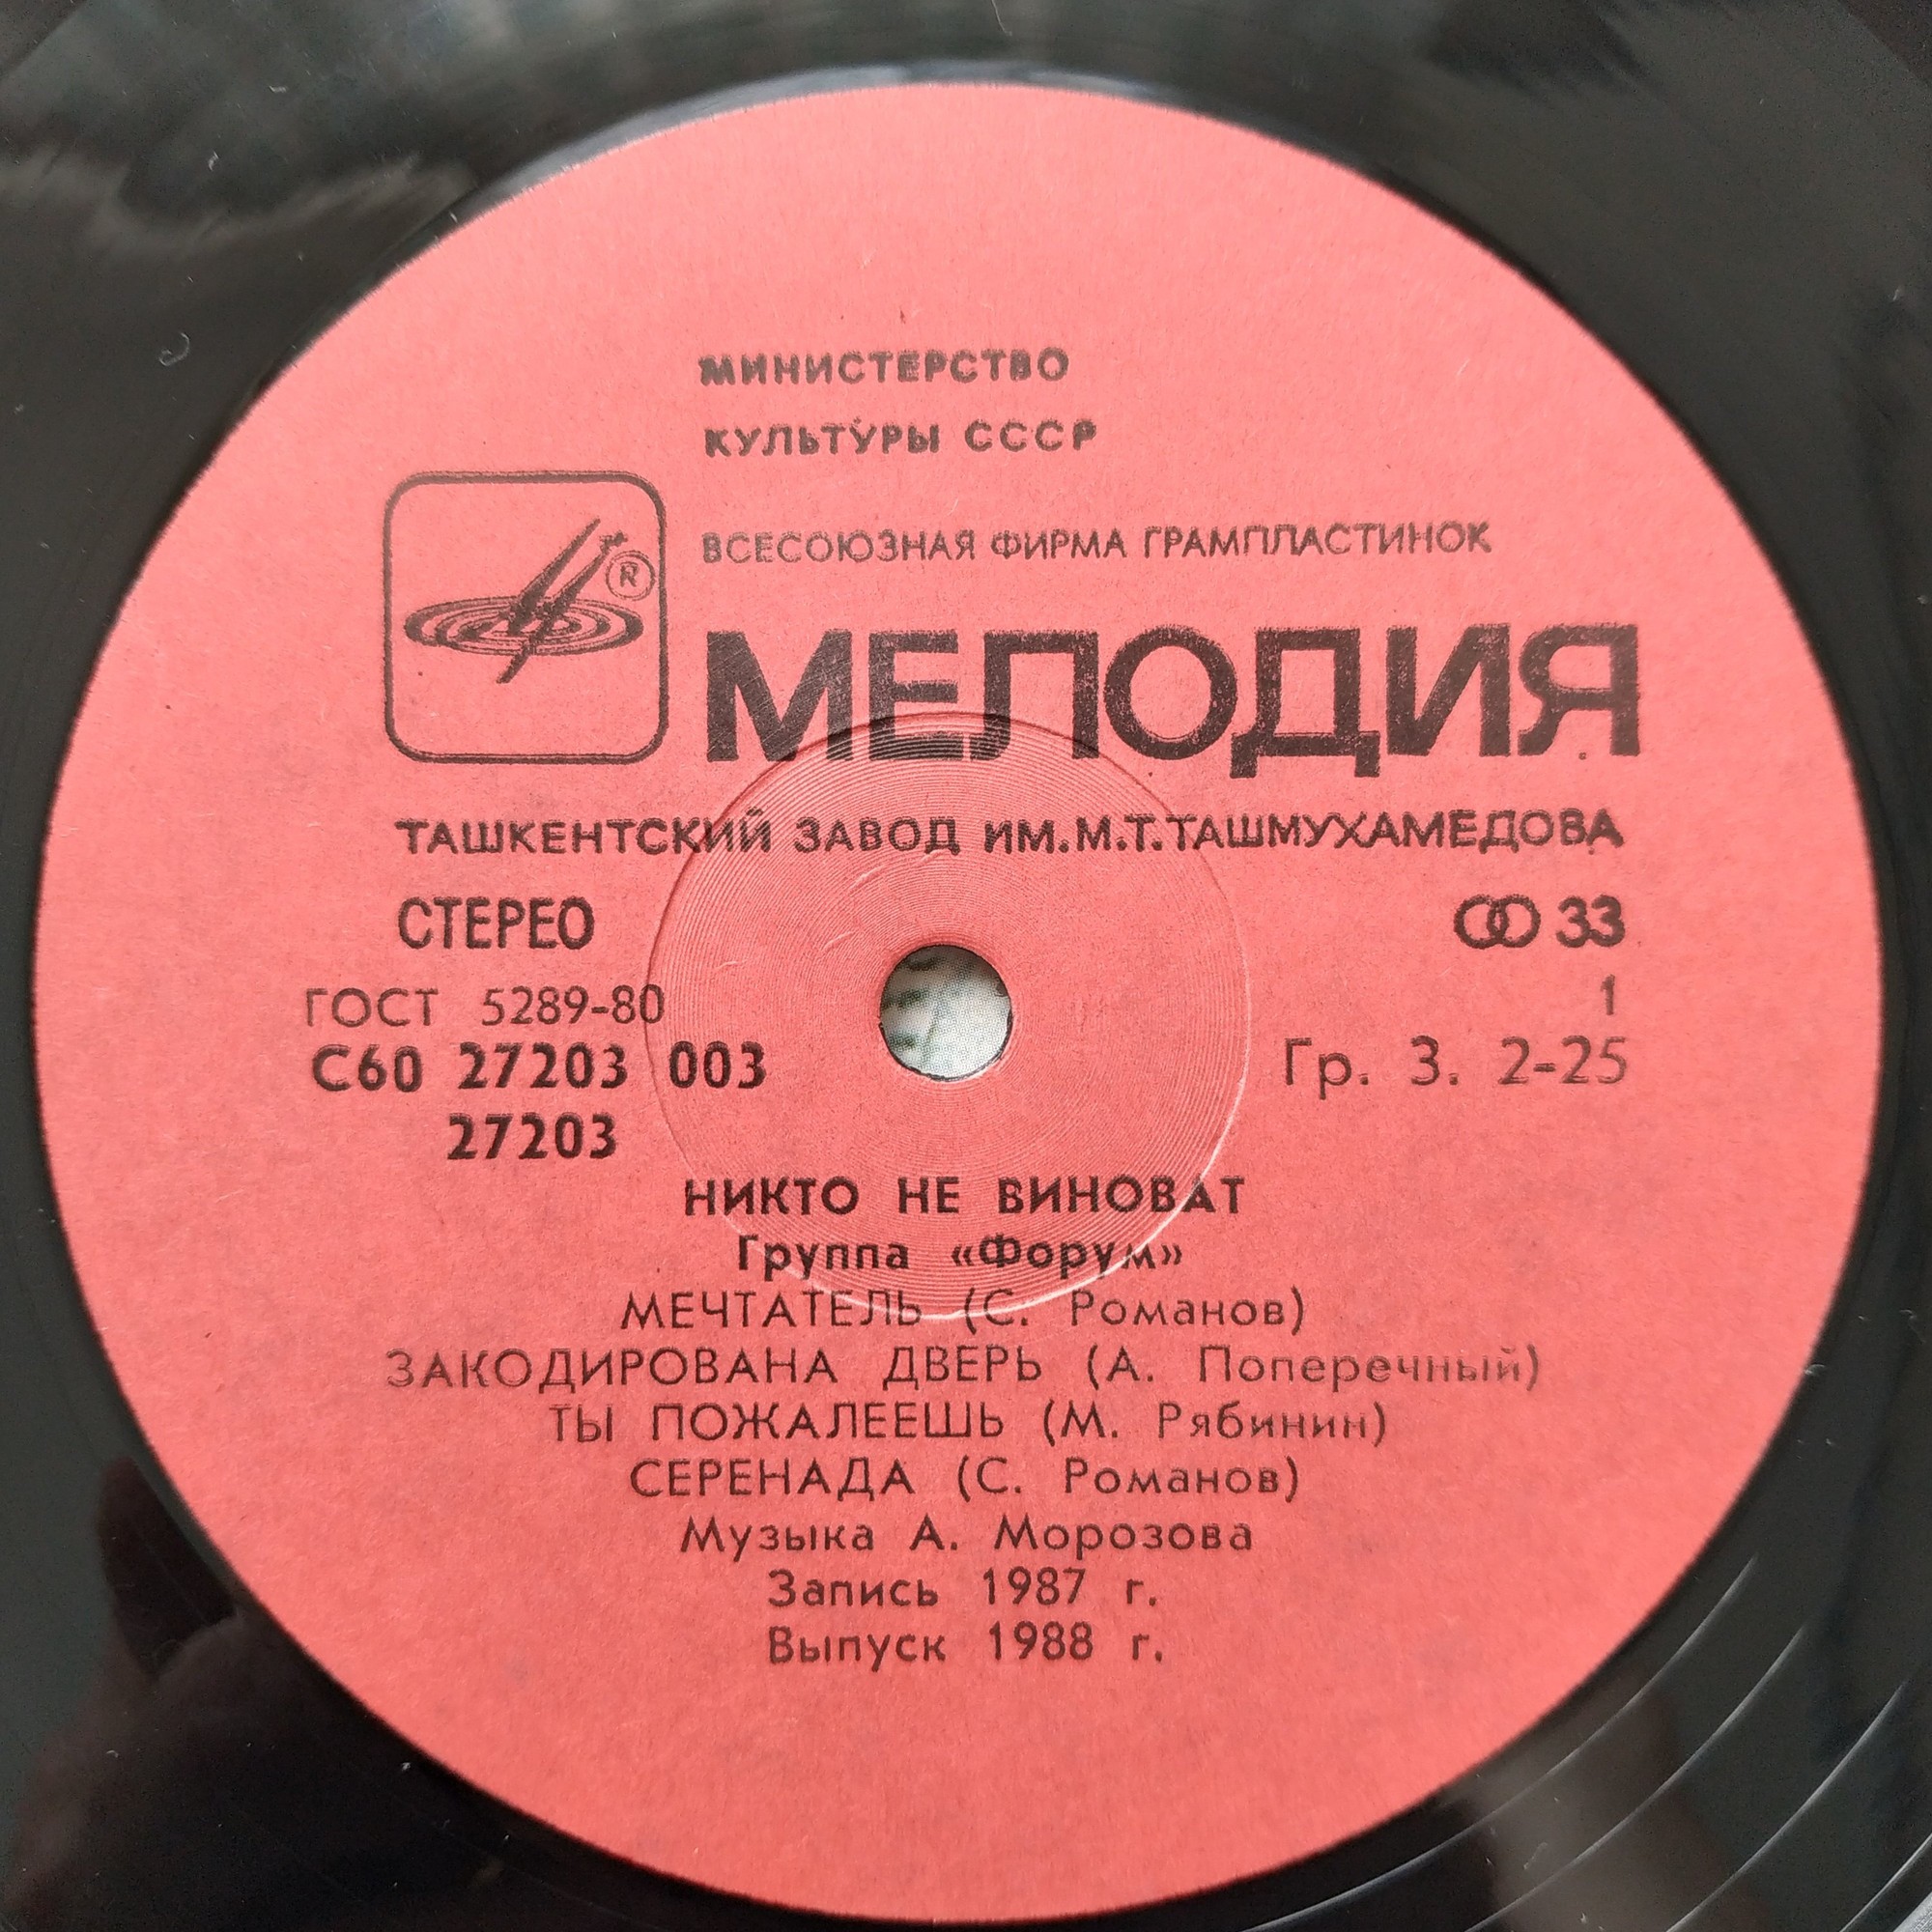 МИНИСТЕРСТВО
КУЛЬТУРЫ СССР
ВСЕСОЮЗНАЯ ФИРМА ГРАМПЛАСТИНОК
®
МЕЛОДИЯ
ТАШКЕНТСКИЙ ЗАВОД ИМ.М.Т.ТАШМУХАМЕДОВА
СТЕРЕО 33
ГОСТ 5289-80 1
С60 27203 003 Гр. 3. 2-25
27203
НИКТО НЕ ВИНОВАТ
Группа «Форум»
МЕЧТАТЕЛЬ (С. Романов)
ЗАКОДИРОВАНА ДВЕРЬ (А. Поперечный)
ТЫ ПОЖАЛЕЕШЬ (М. Рябинин)
СЕРЕНАДА (С. Романов)
Музыка А. Морозова
Запись 1987 г.
Выпуск 1988 г.